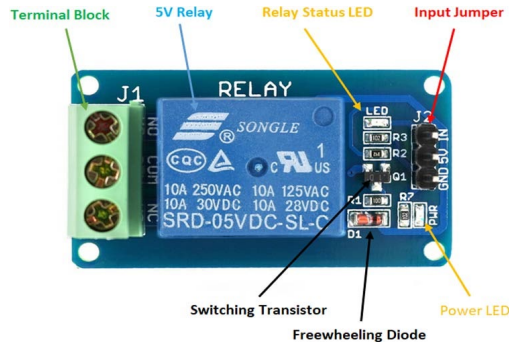 Terminal Block
5V Relay
Relay Status LED
Input Jumper
J1
RELAY
LED
J2
NO
COM
NC
SONGLE
®
CQC
c RU US
1
10A 250VAC 10A 125VAC
10A 30VDC 10A 28VDC
SRD-05VDC-SL-C
R3
R2
Q1
R1
D1
IN
5V
GND
R7
PWR
Switching Transistor
Power LED
Freewheeling Diode